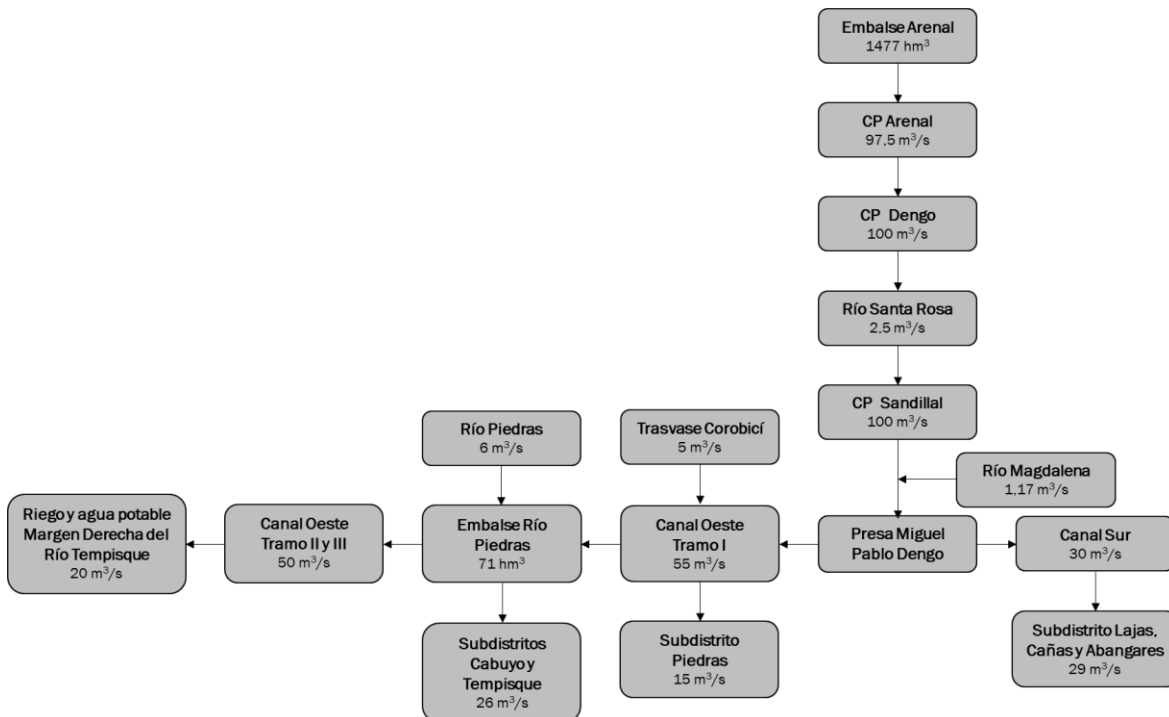 Embalse Arenal
1477 hm³
CP Arenal
97,5 m³/s
CP Dengo
100 m³/s
Río Santa Rosa
2,5 m³/s
CP Sandillal
100 m³/s
Río Piedras
6 m³/s
Trasvase Corobicí
5 m³/s
Río Magdalena
1,17 m³/s
Riego y agua potable
Margen Derecha del
Río Tempisque
20 m³/s
Canal Oeste
Tramo II y III
50 m³/s
Embalse Río
Piedras
71 hm³
Canal Oeste
Tramo I
55 m³/s
Presa Miguel
Pablo Dengo
Canal Sur
30 m³/s
Subdistritos
Cabuyo y
Tempisque
26 m³/s
Subdistrito
Piedras
15 m³/s
Subdistrito Lajas,
Cañas y Abangares
29 m³/s